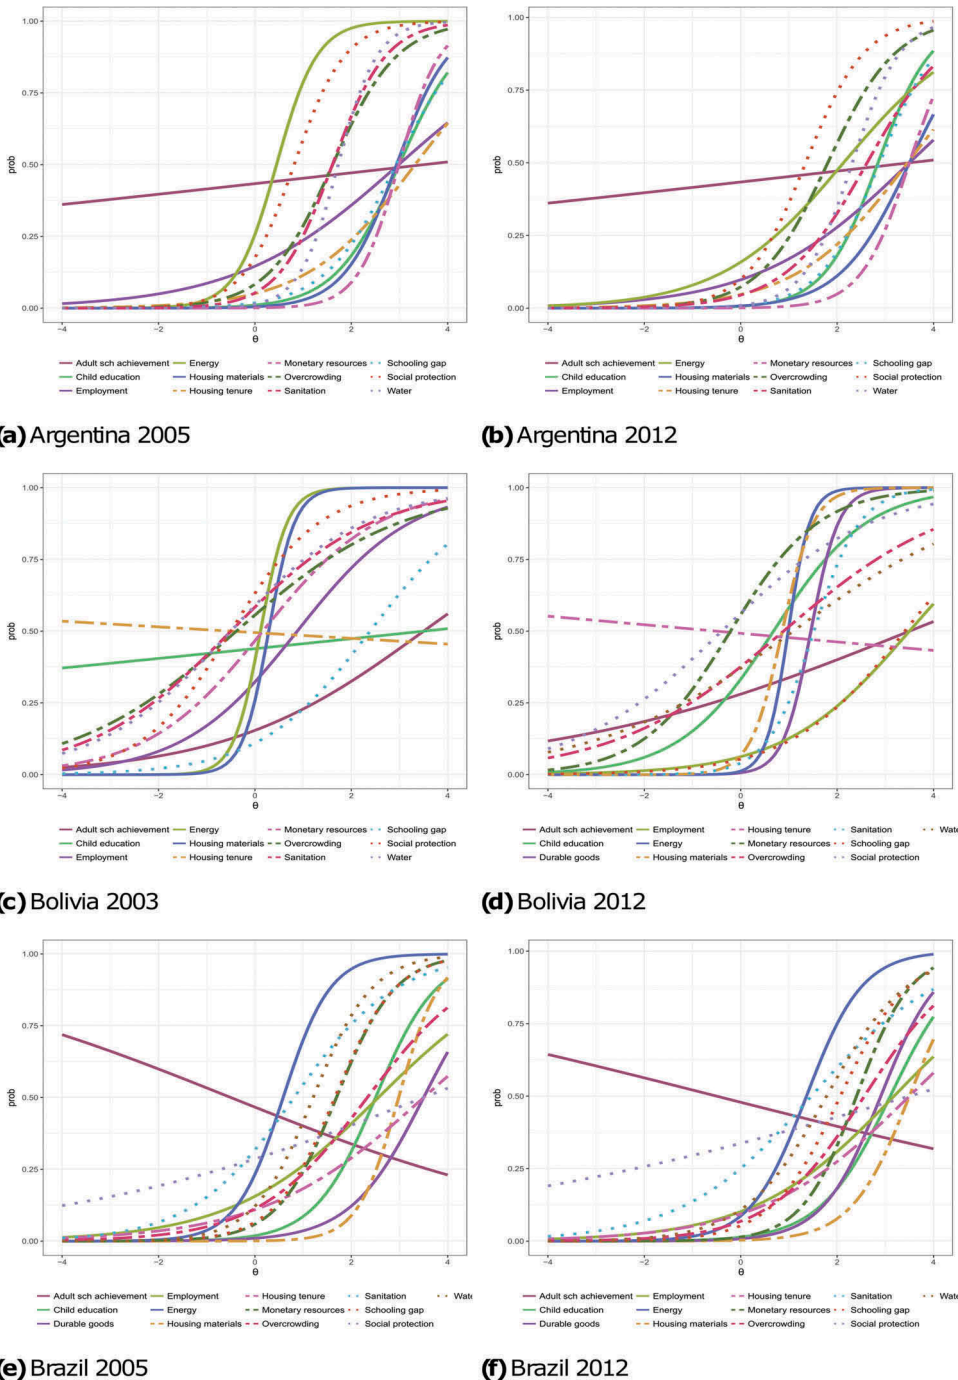 1.00 1.00
0.75 0.75
prob 0.50 prob 0.50
0.25 0.25
0.00 0.00
−4 −2 0 2 4 −4 −2 0 2 4
θ θ
Adult sch achievement Energy Monetary resources Schooling gap Adult sch achievement Energy Monetary resources Schooling gap
Child education Housing materials Overcrowding Social protection Child education Housing materials Overcrowding Social protection
Employment Housing tenure Sanitation Water Employment Housing tenure Sanitation Water
(a) Argentina 2005 (b) Argentina 2012
1.00 1.00
0.75 0.75
prob 0.50 prob 0.50
0.25 0.25
0.00 0.00
−4 −2 0 2 4 −4 −2 0 2 4
θ θ
Adult sch achievement Energy Monetary resources Schooling gap Adult sch achievement Employment Housing tenure Sanitation Wate
Child education Housing materials Overcrowding Social protection Child education Energy Monetary resources Schooling gap
Employment Housing tenure Sanitation Water Durable goods Housing materials Overcrowding Social protection
(c) Bolivia 2003 (d) Bolivia 2012
1.00 1.00
0.75 0.75
prob 0.50 prob 0.50
0.25 0.25
0.00 0.00
−4 −2 0 2 4 −4 −2 0 2 4
θ θ
Adult sch achievement Employment Housing tenure Sanitation Wate Adult sch achievement Employment Housing tenure Sanitation Wate
Child education Energy Monetary resources Schooling gap Child education Energy Monetary resources Schooling gap
Durable goods Housing materials Overcrowding Social protection Durable goods Housing materials Overcrowding Social protection
(e) Brazil 2005 (f) Brazil 2012